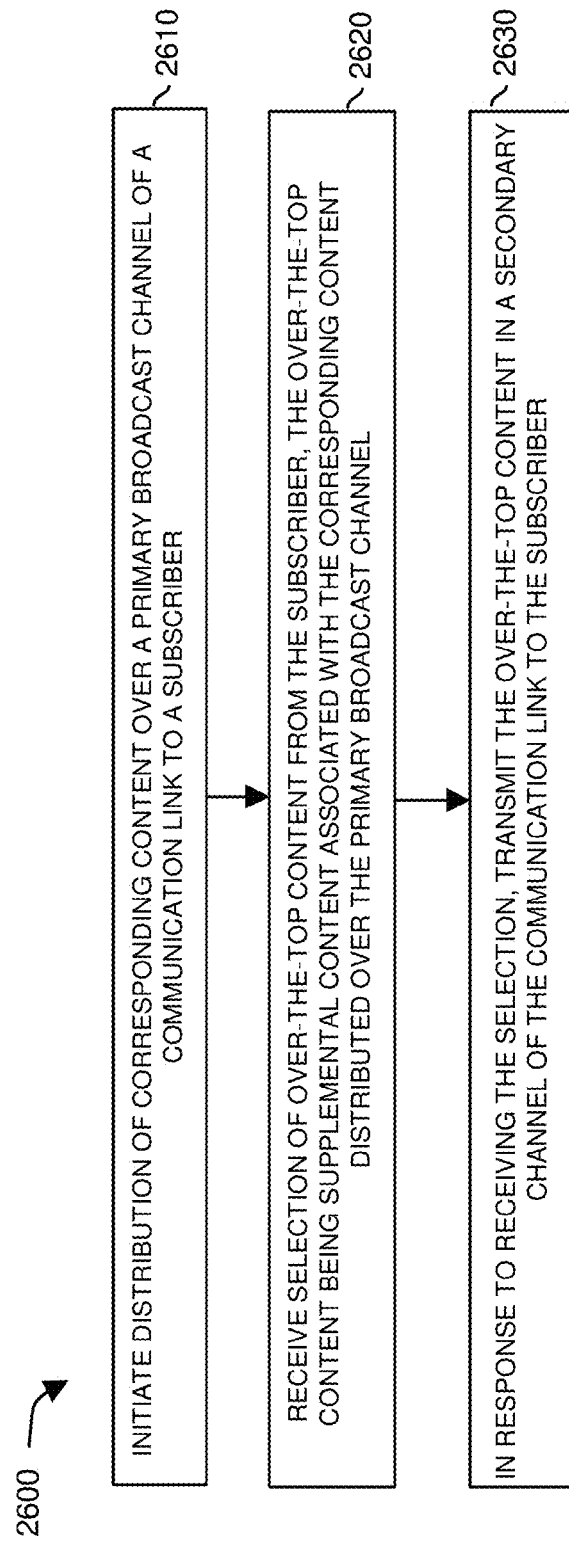 2600
INITIATE DISTRIBUTION OF CORRESPONDING CONTENT OVER A PRIMARY BROADCAST CHANNEL OF A
COMMUNICATION LINK TO A SUBSCRIBER
2610
RECEIVE SELECTION OF OVER-THE-TOP CONTENT FROM THE SUBSCRIBER, THE OVER-THE-TOP
CONTENT BEING SUPPLEMENTAL CONTENT ASSOCIATED WITH THE CORRESPONDING CONTENT
DISTRIBUTED OVER THE PRIMARY BROADCAST CHANNEL
2620
IN RESPONSE TO RECEIVING THE SELECTION, TRANSMIT THE OVER-THE-TOP CONTENT IN A SECONDARY
CHANNEL OF THE COMMUNICATION LINK TO THE SUBSCRIBER
2630